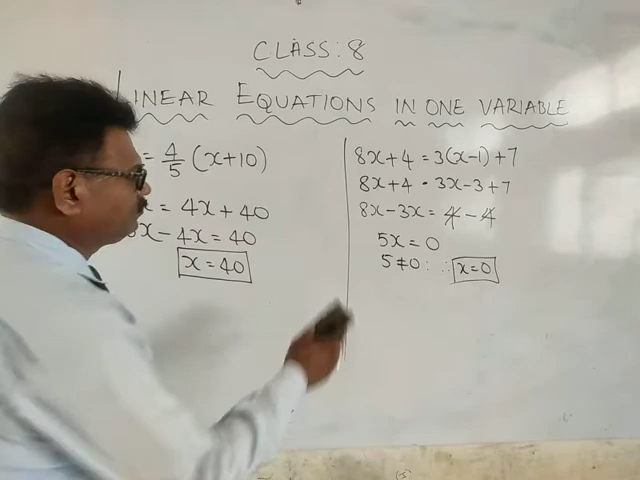 CLASS: 8
LINEAR EQUATIONS IN ONE VARIABLE
= 4/5 (x+10)
= 4x + 40
x - 4x = 40
x = 40
8x + 4 = 3(x-1) + 7
8x + 4 = 3x - 3 + 7
8x - 3x = 4 - 4
5x = 0
5 ≠ 0 : ∴ x = 0